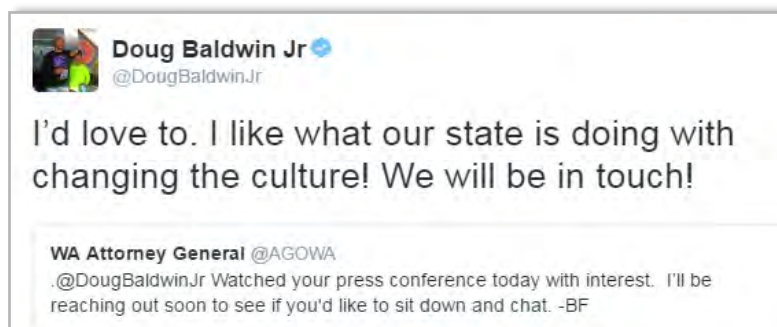 Doug Baldwin Jr
@DougBaldwinJr
I'd love to. I like what our state is doing with
changing the culture! We will be in touch!
WA Attorney General @AGOWA
.@DougBaldwinJr Watched your press conference today with interest. I'll be
reaching out soon to see if you'd like to sit down and chat. -BF